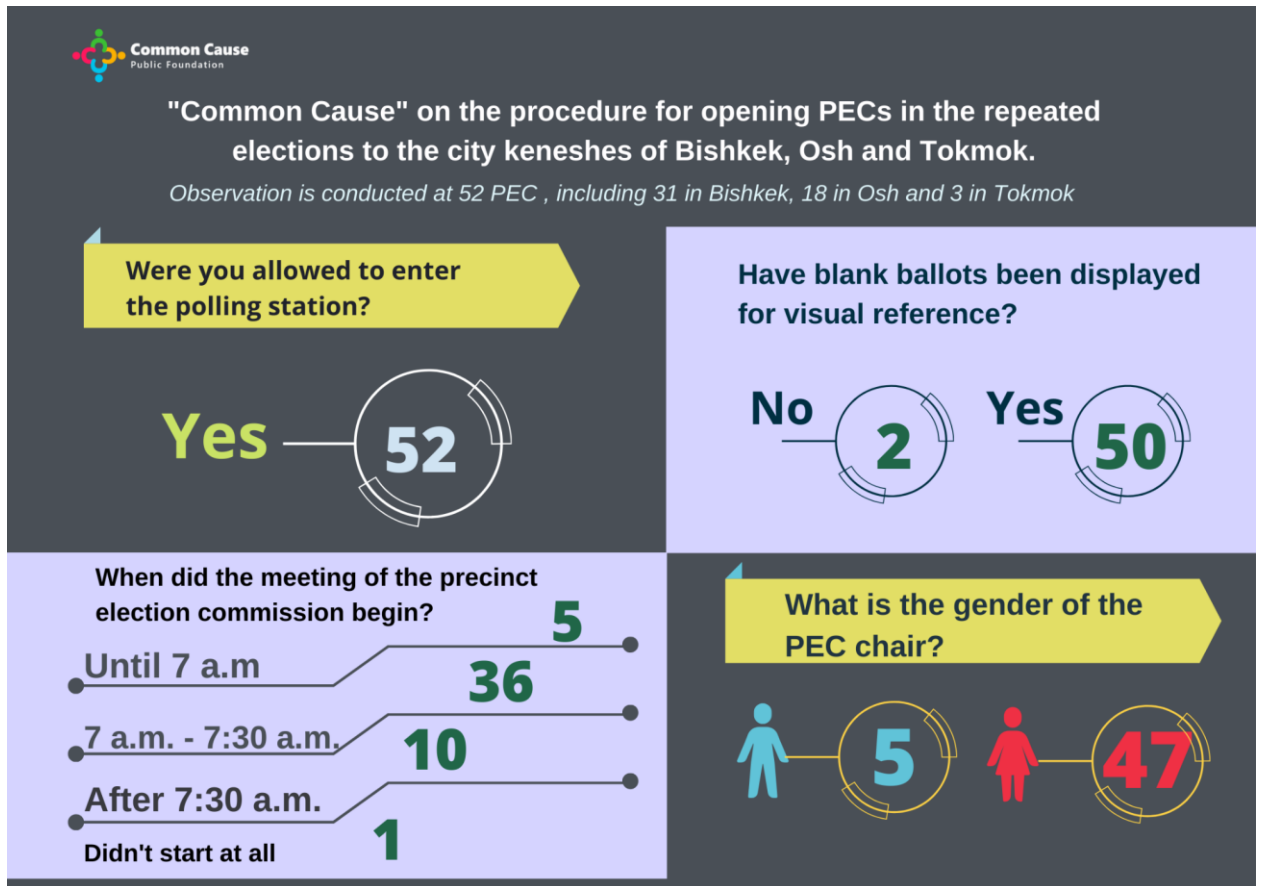 Common Cause
Public Foundation
"Common Cause" on the procedure for opening PECs in the repeated
elections to the city keneshes of Bishkek, Osh and Tokmok.
Observation is conducted at 52 PEC , including 31 in Bishkek, 18 in Osh and 3 in Tokmok
Were you allowed to enter
the polling station?
Yes
52
Have blank ballots been displayed
for visual reference?
No
2
Yes
50
When did the meeting of the precinct
election commission begin?
Until 7 a.m
5
7 a.m. - 7:30 a.m.
36
After 7:30 a.m.
10
Didn't start at all
1
What is the gender of the
PEC chair?
5
47